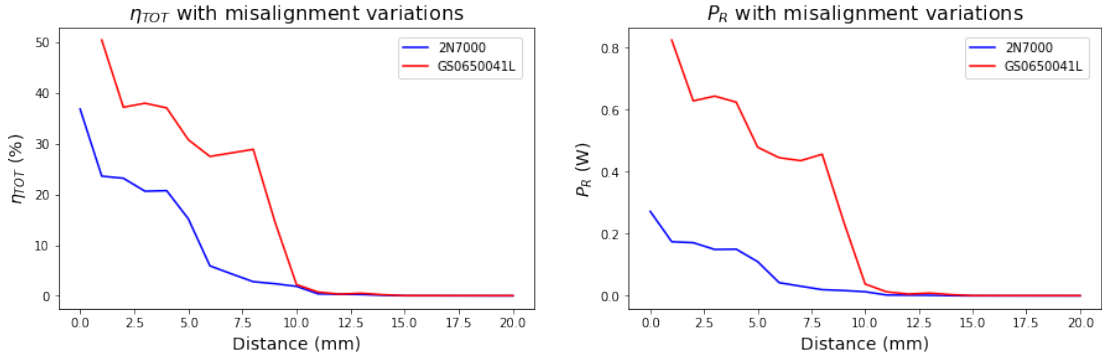 η_TOT with misalignment variations
50
40
30
20
10
0
η_TOT (%)
2N7000
GS0650041L
0.0 2.5 5.0 7.5 10.0 12.5 15.0 17.5 20.0
Distance (mm)
P_R with misalignment variations
0.8
0.6
0.4
0.2
0.0
P_R (W)
2N7000
GS0650041L
0.0 2.5 5.0 7.5 10.0 12.5 15.0 17.5 20.0
Distance (mm)